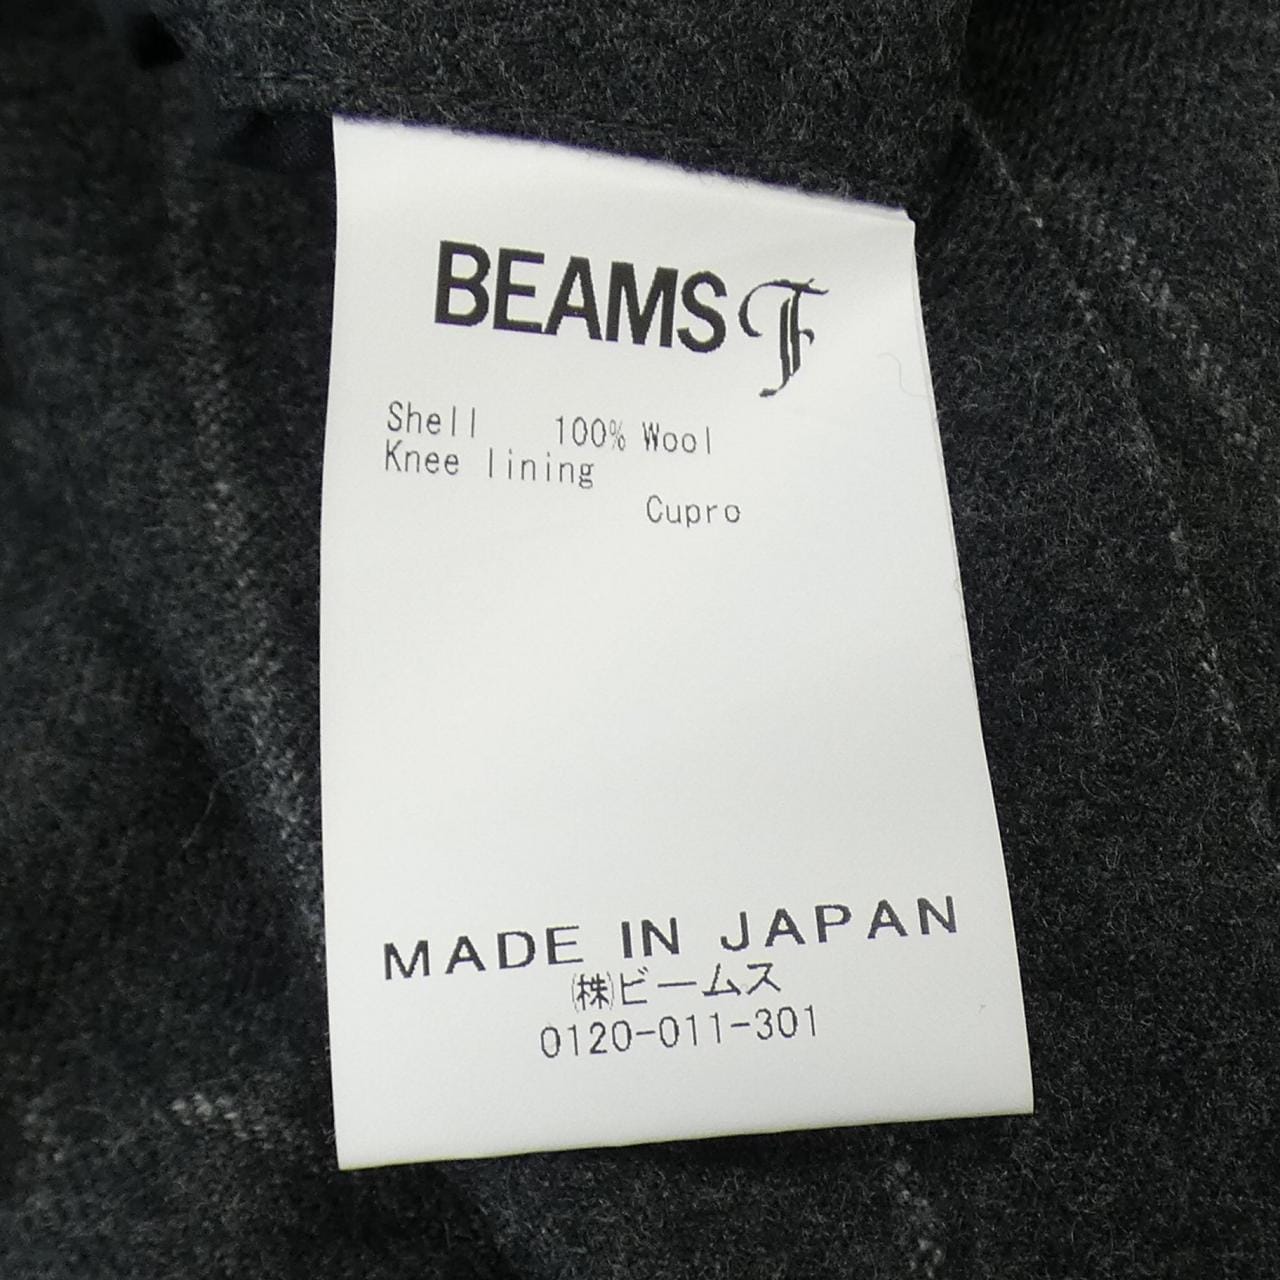 BEAMS F
Shell 100% Wool
Knee lining
Cupro
MADE IN JAPAN
㈱ビームス
0120-011-301